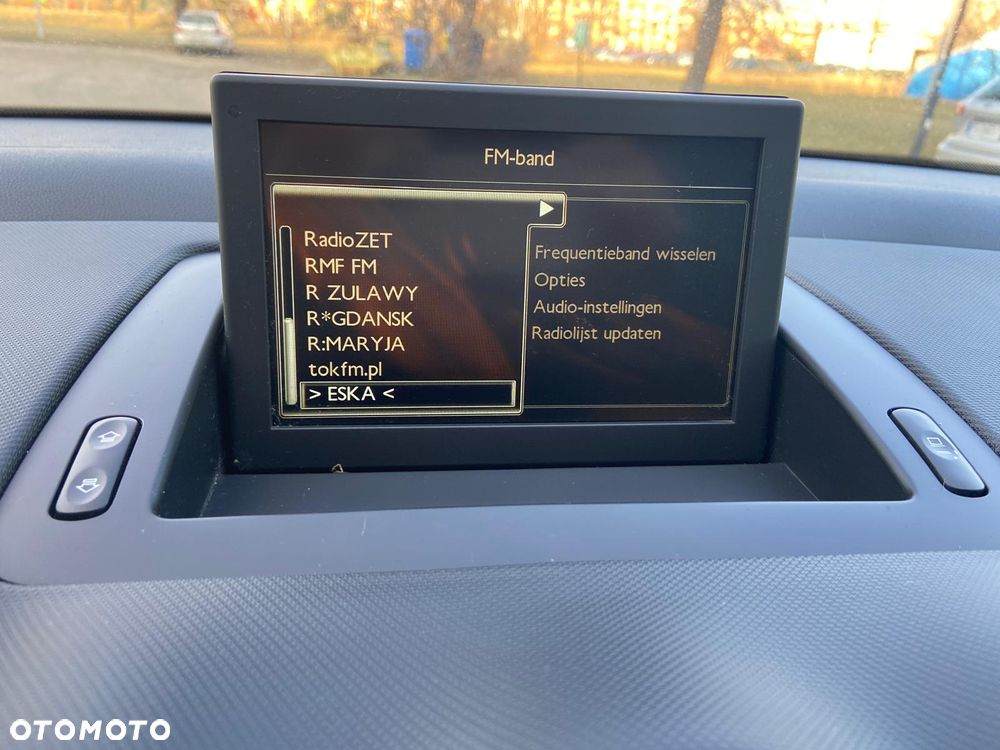 FM-band
RadioZET
RMF FM
R ZULAWY
R*GDANSK
R:MARYJA
tokfm.pl
> ESKA <
Frequentieband wisselen
Opties
Audio-instellingen
Radiolijst updaten
OTOMOTO